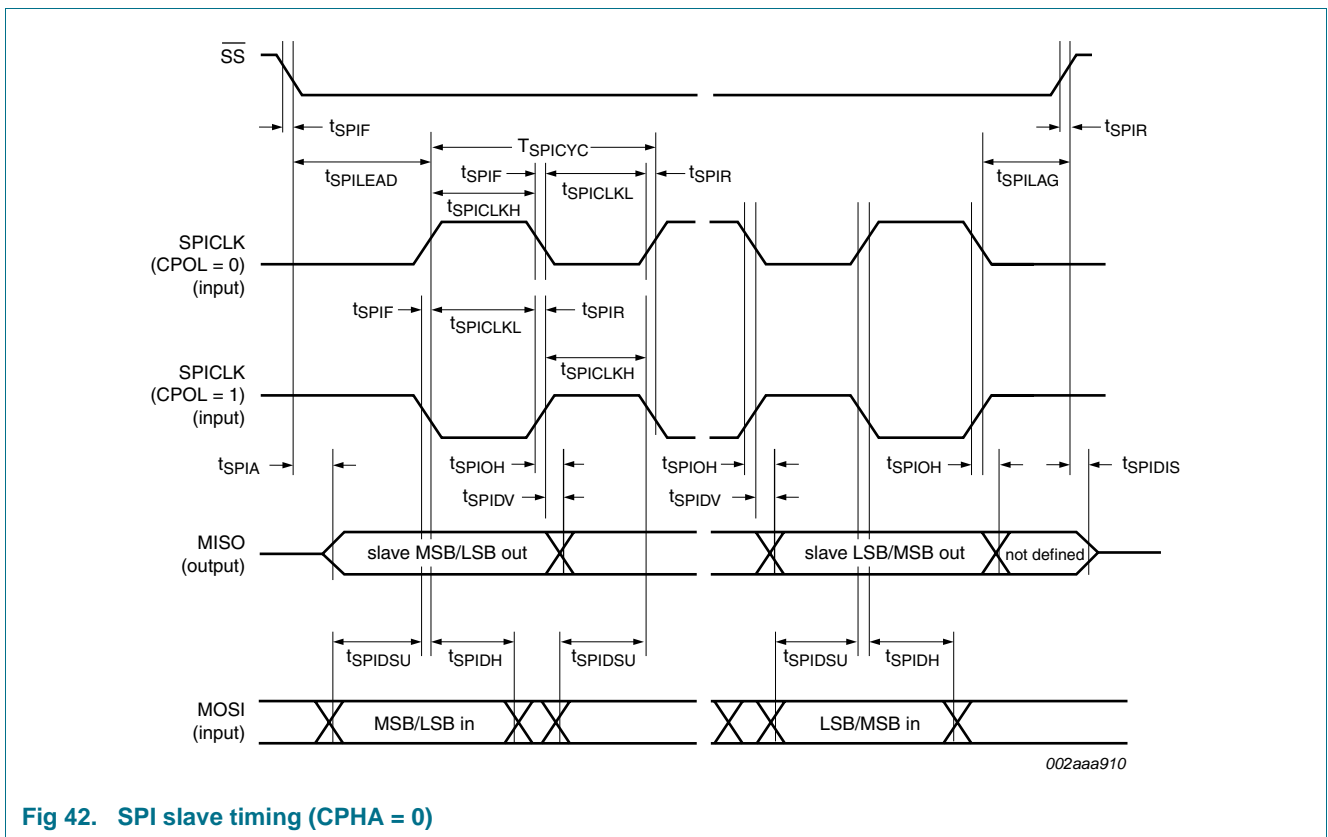 SS
tSPIF
tSPIR
TSPICYC
tSPILEAD
tSPIF
tSPICLKL
tSPIR
tSPILAG
tSPICLKH
SPICLK
(CPOL = 0)
(input)
tSPIF
tSPICLKL
tSPIR
tSPICLKH
SPICLK
(CPOL = 1)
(input)
tSPIA
tSPIOH
tSPIOH
tSPIOH
tSPIDIS
tSPIDV
tSPIDV
MISO
(output)
slave MSB/LSB out
slave LSB/MSB out
not defined
tSPIDSU
tSPIDH
tSPIDSU
tSPIDSU
tSPIDH
MOSI
(input)
MSB/LSB in
LSB/MSB in
002aaa910
Fig 42. SPI slave timing (CPHA = 0)